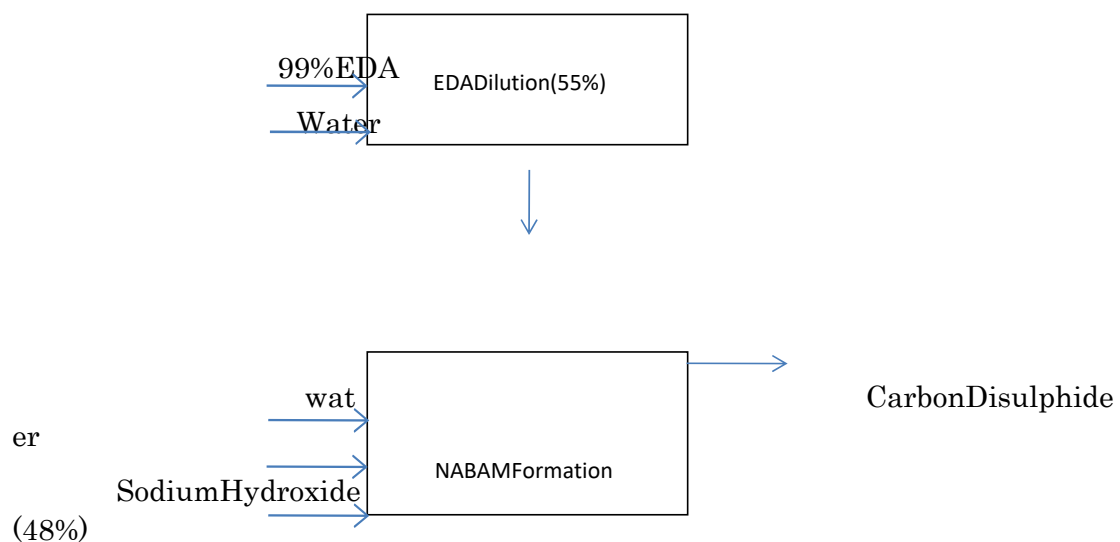 99%EDA
EDADilution(55%)
Water
wat
CarbonDisulphide
er
NABAMFormation
SodiumHydroxide
(48%)